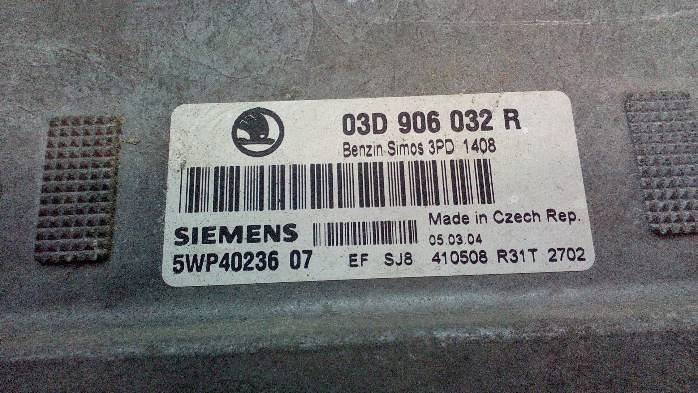 03D 906 032 R
Benzin Simos 3PD 1408
Made in Czech Rep.
SIEMENS
05.03.04
5WP40236 07 EF SJ8 410508 R31T 2702